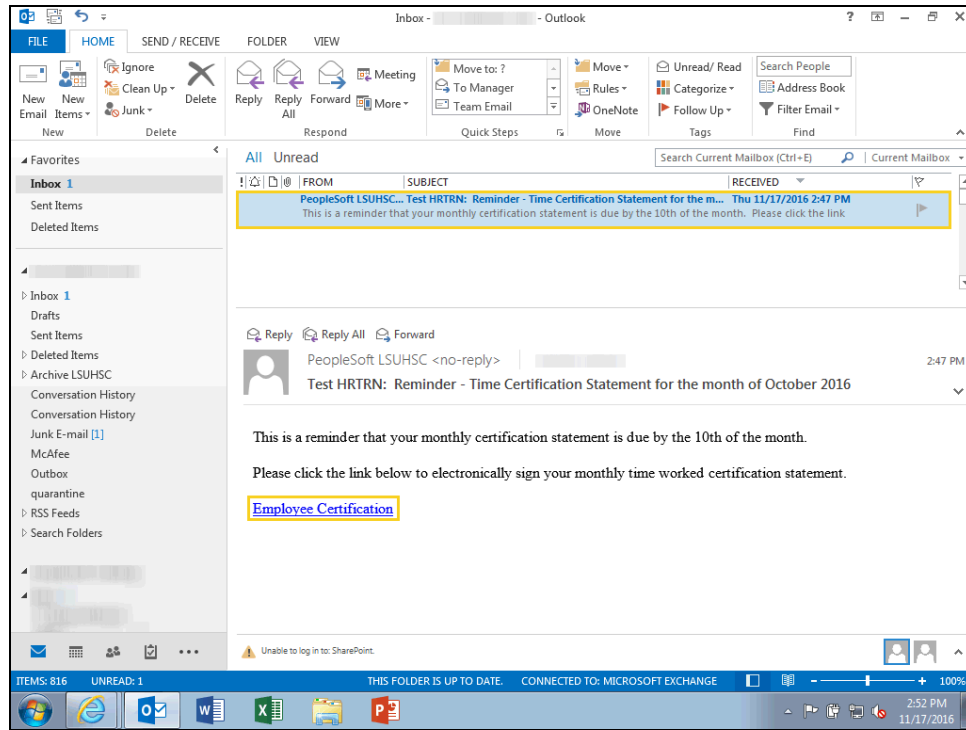 Inbox - - Outlook
FILE HOME SEND / RECEIVE FOLDER VIEW
New Email
New Items
Ignore
Clean Up
Junk
Delete
Reply
Reply All
Forward
Meeting
More
Move to: ?
To Manager
Team Email
Move
Rules
OneNote
Unread/ Read
Categorize
Follow Up
Search People
Address Book
Filter Email
New Delete Respond Quick Steps Move Tags Find
Favorites
Inbox 1
Sent Items
Deleted Items
Inbox 1
Drafts
Sent Items
Deleted Items
Archive LSUHSC
Conversation History
Conversation History
Junk E-mail [1]
McAfee
Outbox
quarantine
RSS Feeds
Search Folders
All Unread
Search Current Mailbox (Ctrl+E) Current Mailbox
! FROM SUBJECT RECEIVED
PeopleSoft LSUHSC... Test HRTRN: Reminder - Time Certification Statement for the m... Thu 11/17/2016 2:47 PM
This is a reminder that your monthly certification statement is due by the 10th of the month. Please click the link
Reply Reply All Forward
PeopleSoft LSUHSC <no-reply>
2:47 PM
Test HRTRN: Reminder - Time Certification Statement for the month of October 2016
This is a reminder that your monthly certification statement is due by the 10th of the month.
Please click the link below to electronically sign your monthly time worked certification statement.
Employee Certification
Unable to log in to: SharePoint.
ITEMS: 816 UNREAD: 1 THIS FOLDER IS UP TO DATE. CONNECTED TO: MICROSOFT EXCHANGE 100%
2:52 PM
11/17/2016